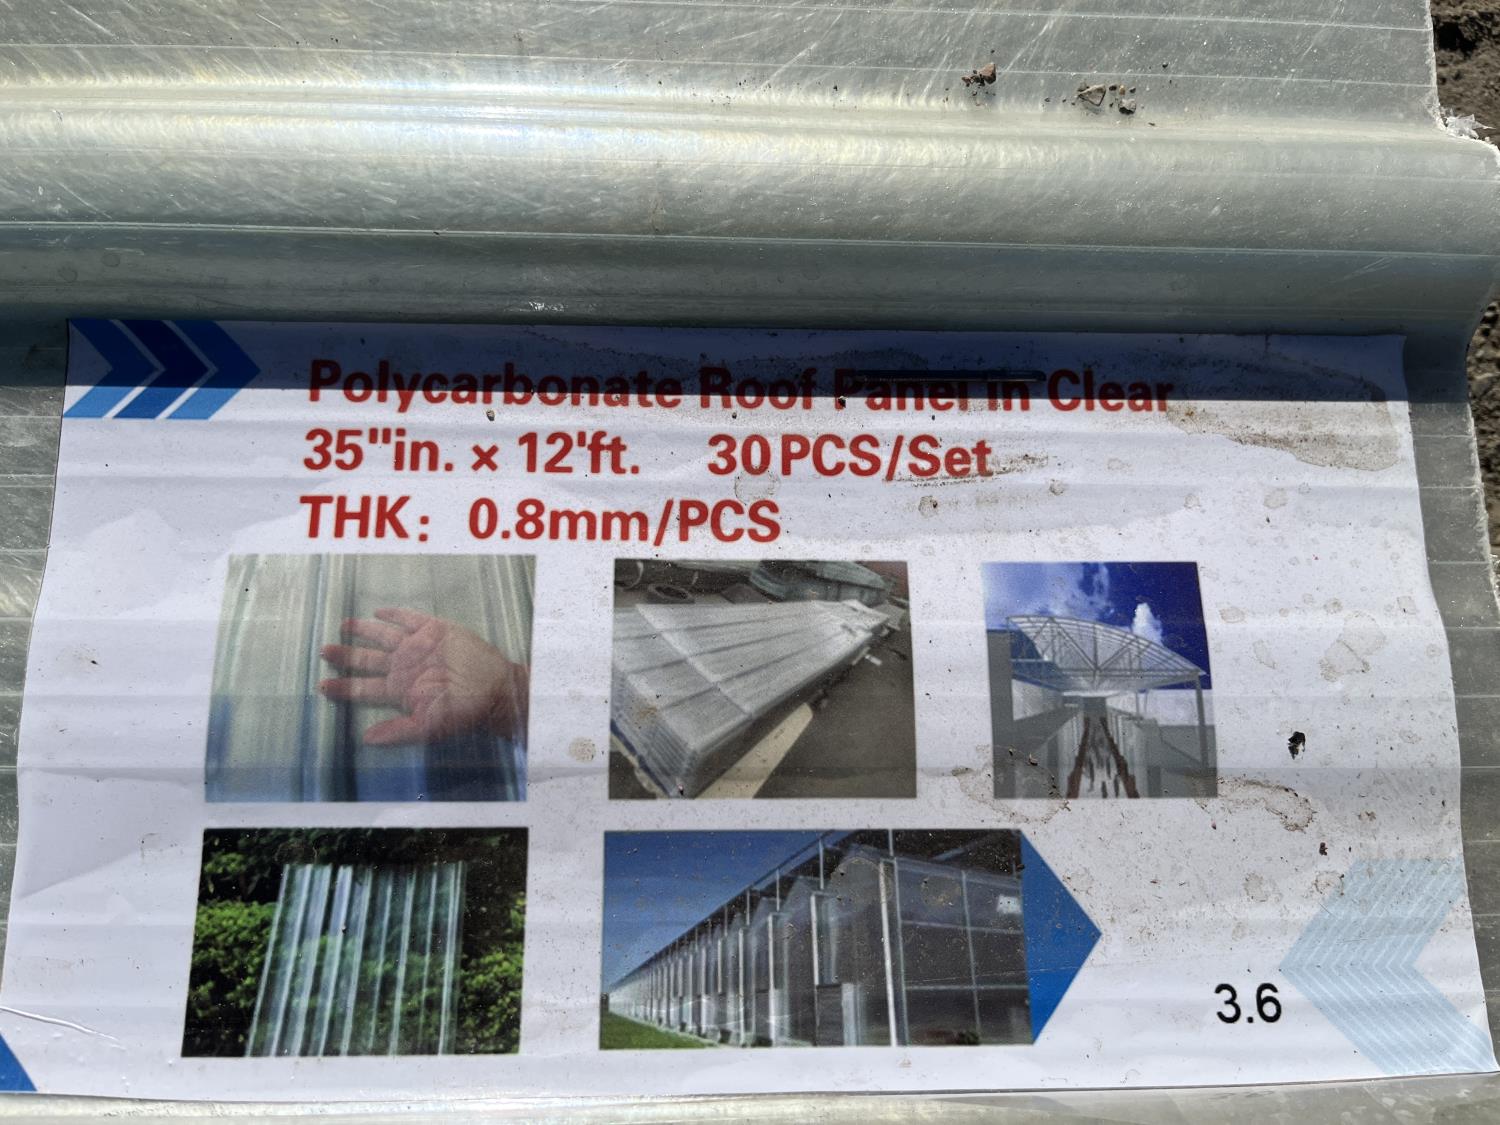 Polycarbonate Roof Panel in Clear
35"in. × 12'ft. 30PCS/Set
THK: 0.8mm/PCS
3.6